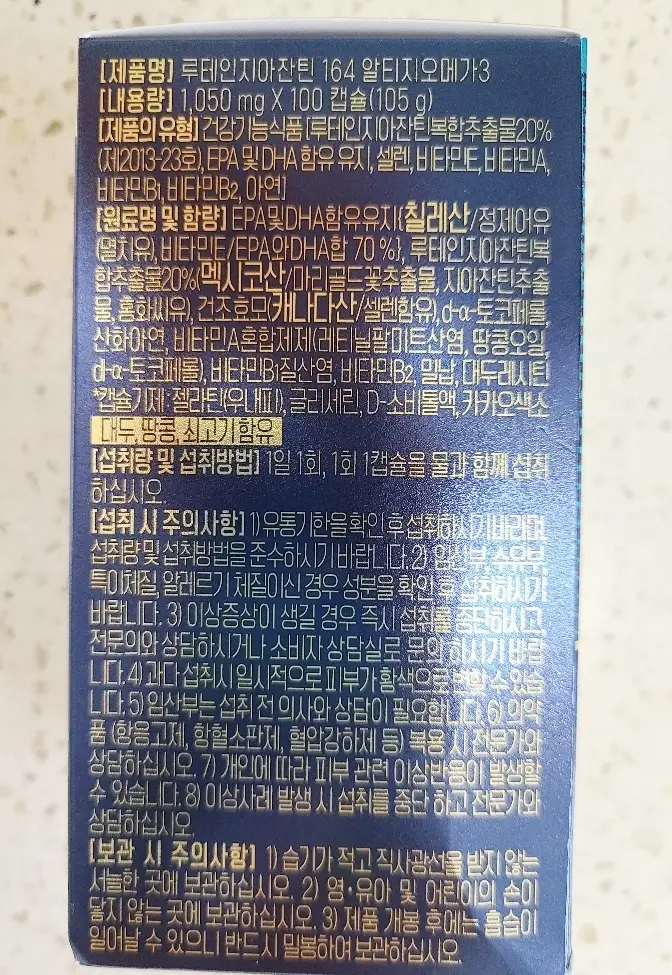 [제품명] 루테인지아잔틴 164 알티지오메가3
[내용량] 1,050 mg X 100 캡슐(105 g)
[제품의 유형] 건강기능식품 [루테인지아잔틴복합추출물20%
(제2013-23호), EPA 및 DHA 함유 유지, 셀렌, 비타민E, 비타민A,
비타민B1, 비타민B2, 아연]
[원료명 및 함량] EPA및DHA함유유지{칠레산/정제어유
(멸치유), 비타민E/EPA와DHA합 70 %}, 루테인지아잔틴복
합추출물20%(멕시코산/마리골드꽃추출물, 지아잔틴추출
물, 홍화씨유), 건조효모(캐나다산/셀렌함유), d-α-토코페롤,
산화아연, 비타민A혼합제제(레티닐팔미트산염, 땅콩오일,
d-α-토코페롤), 비타민B1질산염, 비타민B2, 밀납, 대두레시틴
*캡슐기제: 젤라틴(우내피), 글리세린, D-소비톨액, 카카오색소
대두, 땅콩, 쇠고기 함유
[섭취량 및 섭취방법] 1일 1회, 1회 1캡슐을 물과 함께 섭취
하십시오.
[섭취 시 주의사항] 1) 유통기한을 확인 후 섭취하시기 바라며,
섭취량 및 섭취방법을 준수하시기 바랍니다. 2) 임산부, 수유부,
특이체질, 알레르기 체질이신 경우 성분을 확인 후 섭취하시기
바랍니다. 3) 이상증상이 생길 경우 즉시 섭취를 중단하시고,
전문의와 상담하시거나 소비자 상담실로 문의 하시기 바랍
니다. 4) 과다 섭취 시 일시적으로 피부가 황색으로 변할 수 있습
니다. 5) 임산부는 섭취 전 의사와 상담이 필요합니다. 6) 의약
품 (항응고제, 항혈소판제, 혈압강하제 등) 복용 시 전문가와
상담하십시오. 7) 개인에 따라 피부 관련 이상반응이 발생할
수 있습니다. 8) 이상사례 발생 시 섭취를 중단 하고 전문가와
상담하십시오.
[보관 시 주의사항] 1) 습기가 적고 직사광선을 받지 않는
서늘한 곳에 보관하십시오. 2) 영·유아 및 어린이의 손이
닿지 않는 곳에 보관하십시오. 3) 제품 개봉 후에는 흡습이
일어날 수 있으니 반드시 밀봉하여 보관하십시오.